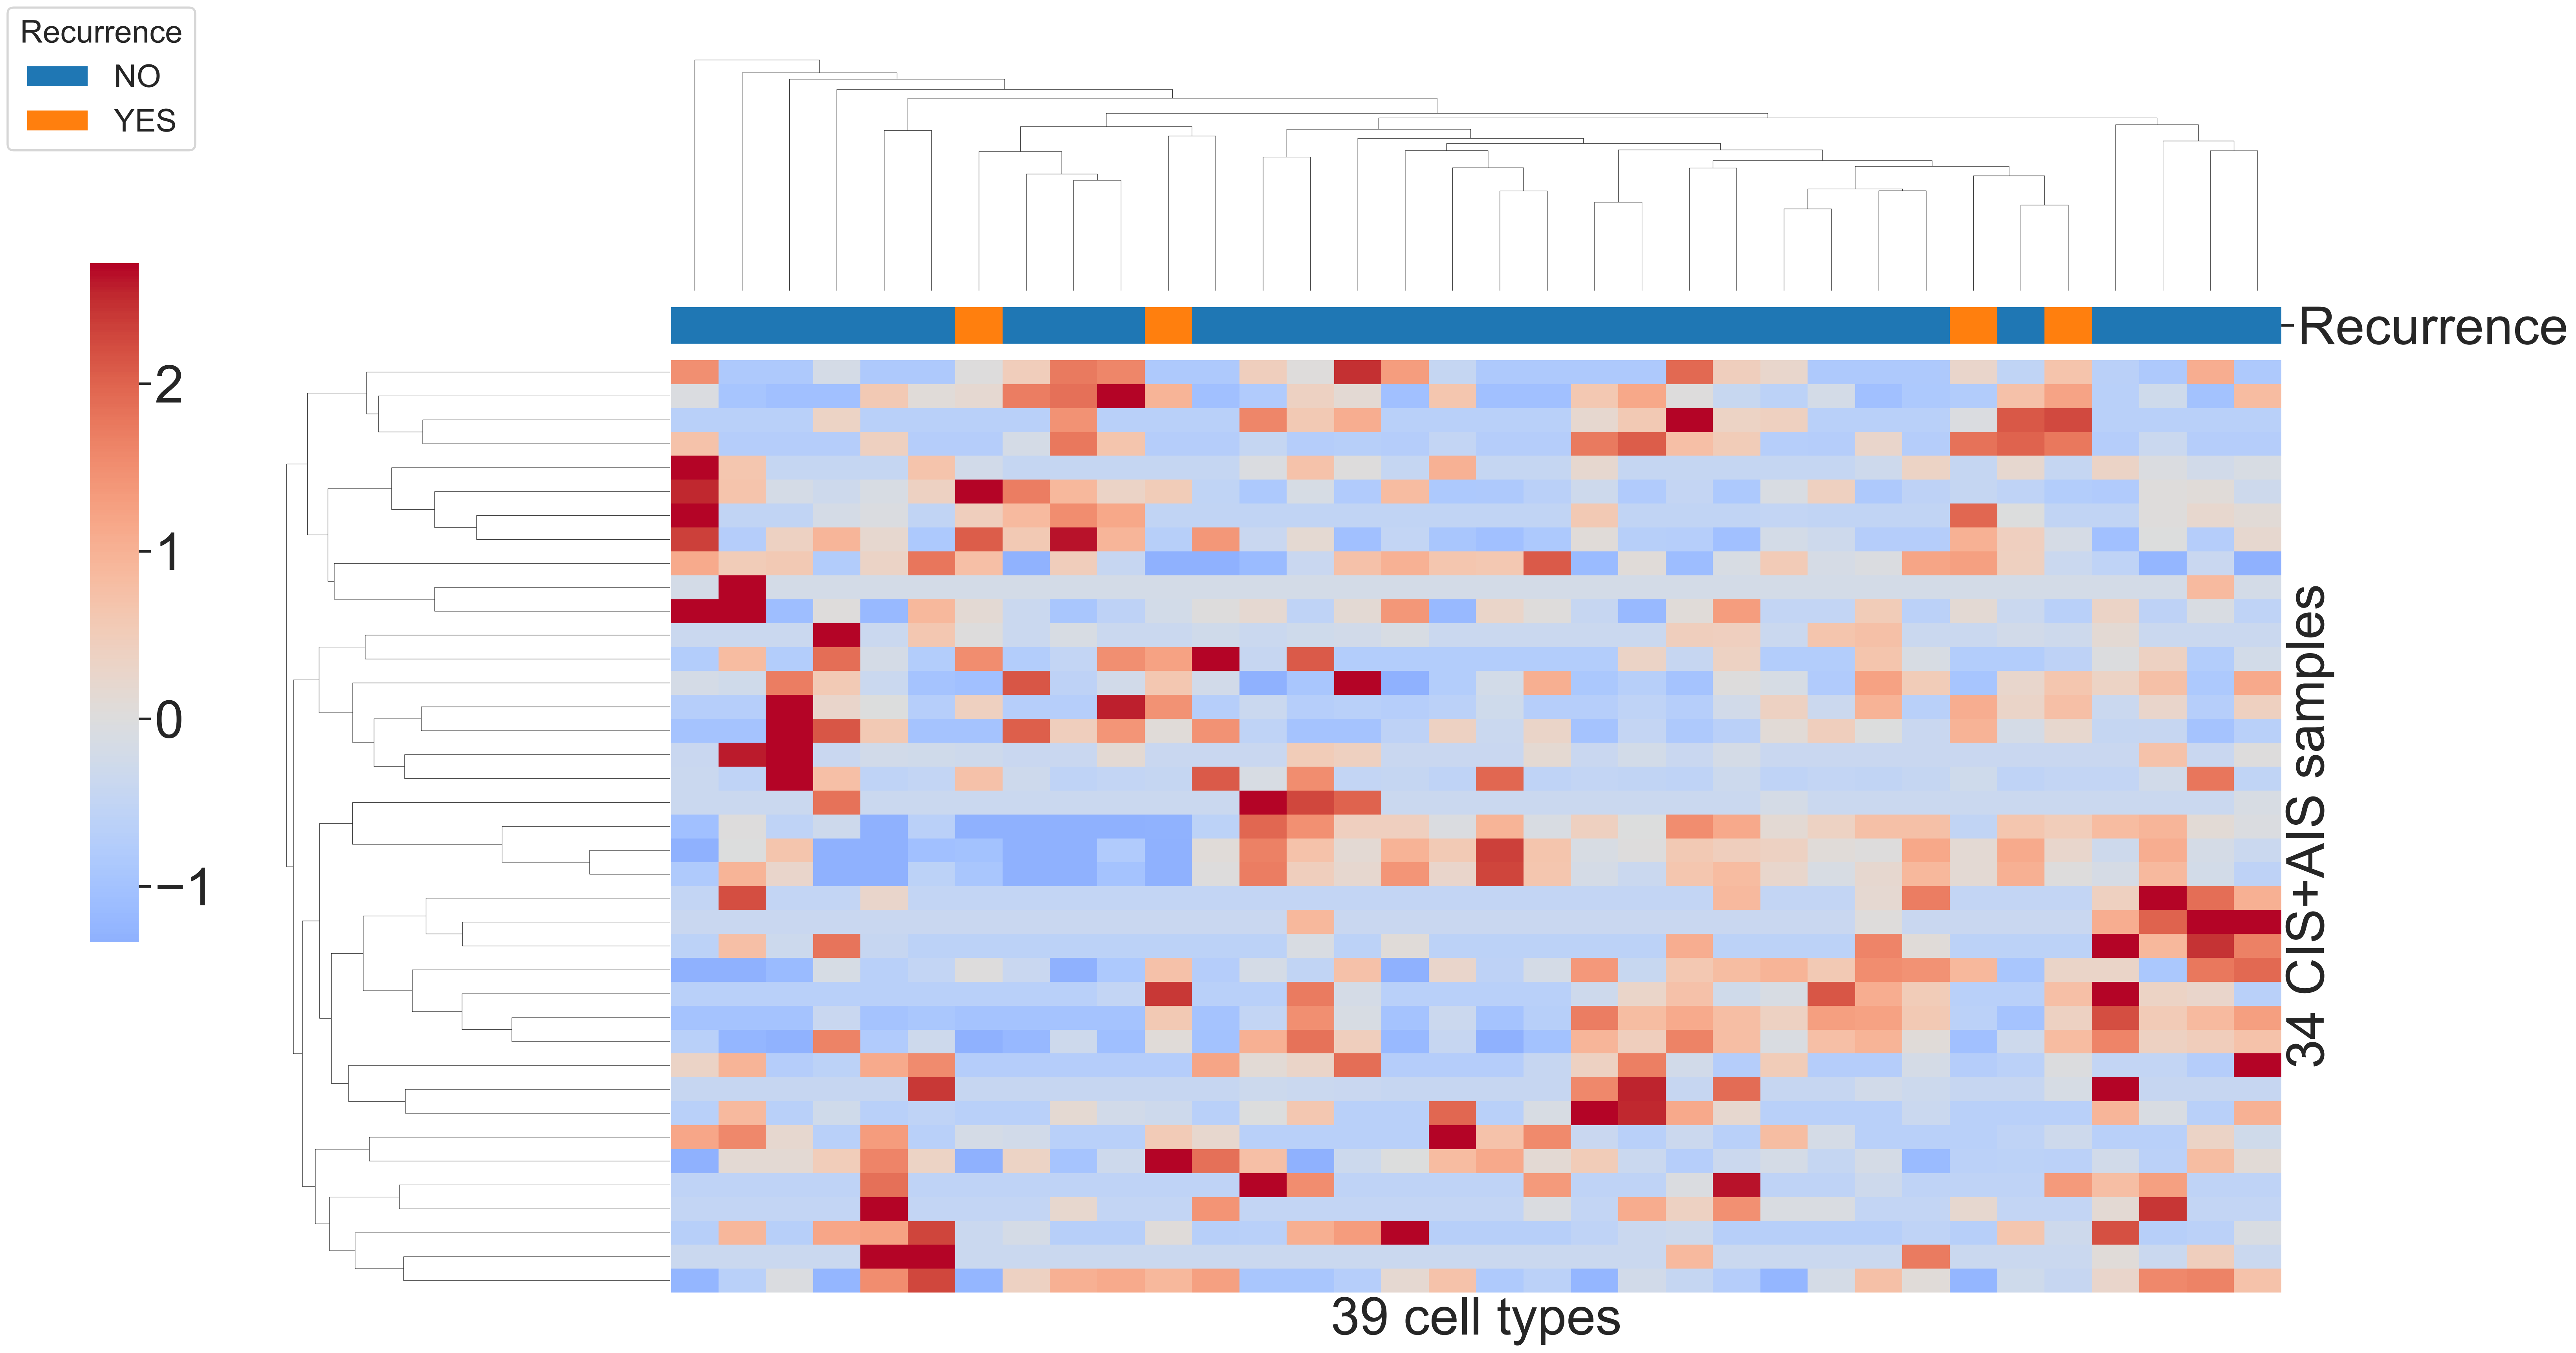 Recurrence
NO
YES
2
1
0
−1
Recurrence
34 CIS+AIS samples
39 cell types